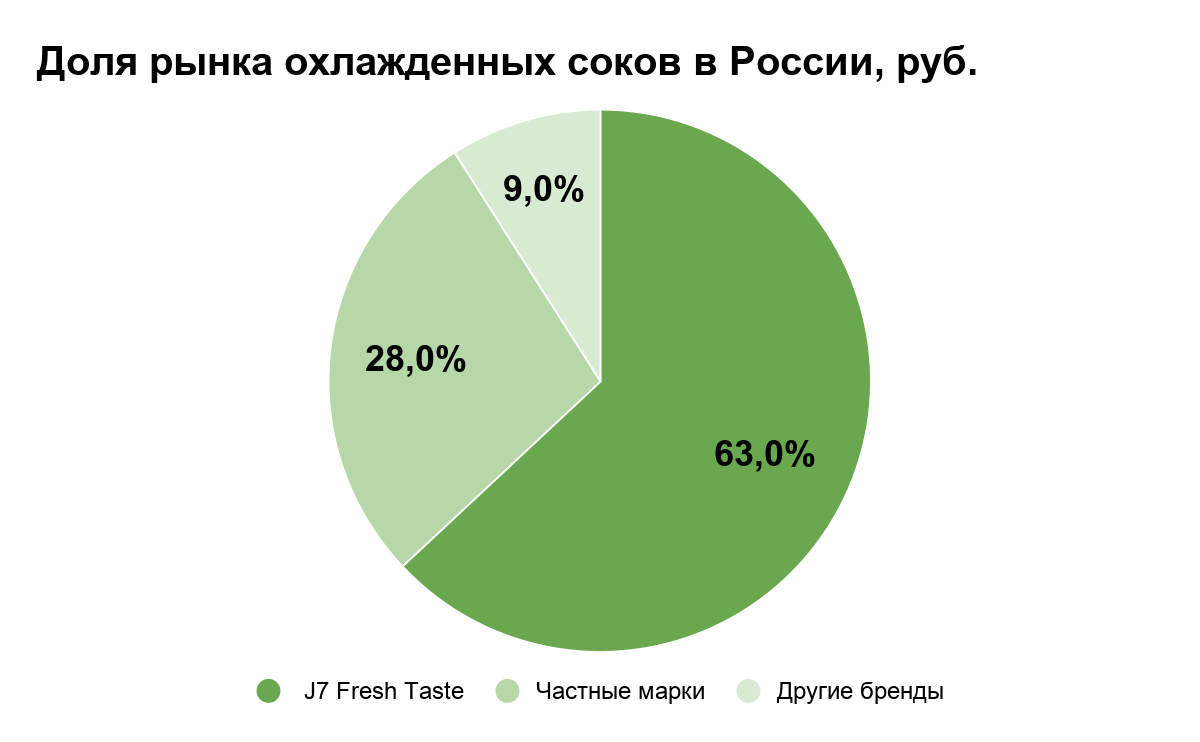 Доля рынка охлажденных соков в России, руб.
9,0%
28,0%
63,0%
J7 Fresh Taste
Частные марки
Другие бренды